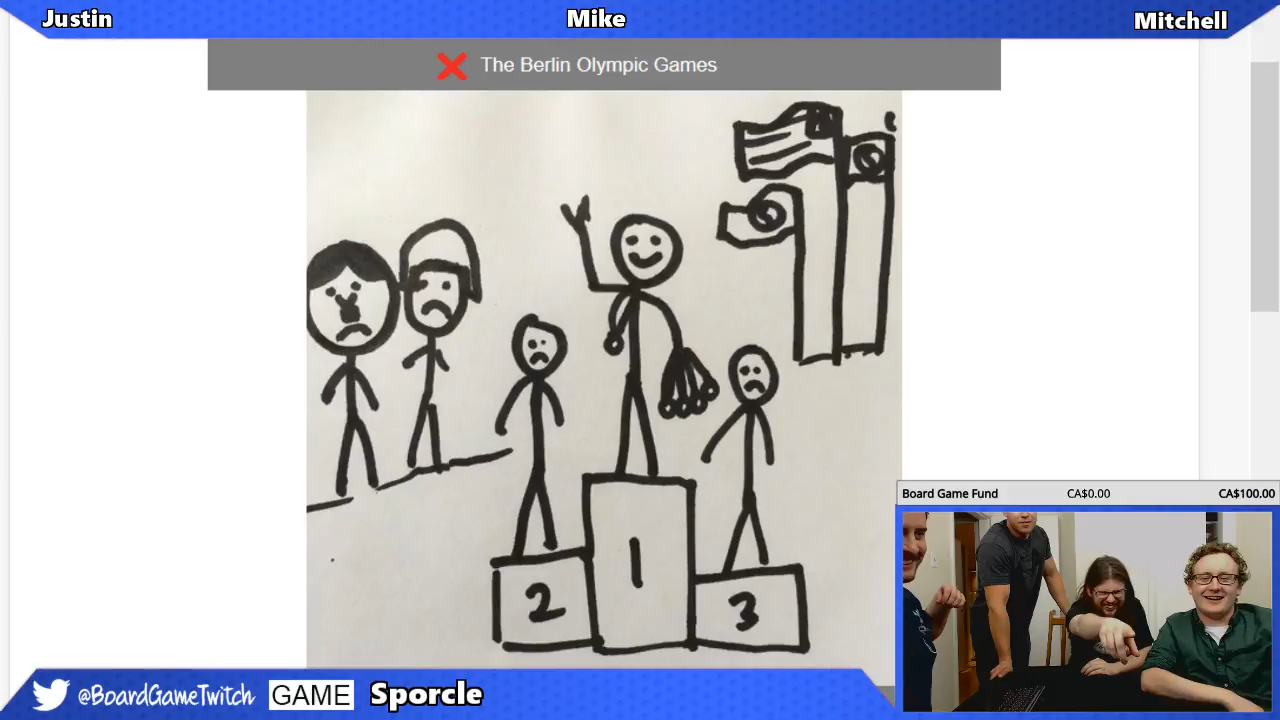 Justin
Mike
Mitchell
The Berlin Olympic Games
2
1
3
Board Game Fund CA$0.00 CA$100.00
@BoardGameTwitch GAME Sporcle